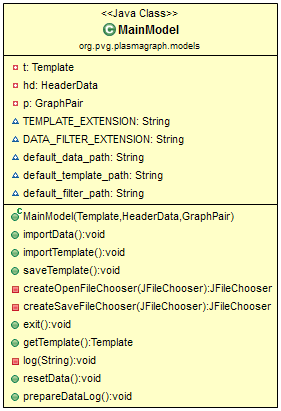 <<Java Class>>
MainModel
org.pvg.plasmagraph.models
t: Template
hd: HeaderData
p: GraphPair
TEMPLATE_EXTENSION: String
DATA_FILTER_EXTENSION: String
default_data_path: String
default_template_path: String
default_filter_path: String
MainModel(Template,HeaderData,GraphPair)
importData():void
importTemplate():void
saveTemplate():void
createOpenFileChooser(JFileChooser):JFileChooser
createSaveFileChooser(JFileChooser):JFileChooser
exit():void
getTemplate():Template
log(String):void
resetData():void
prepareDataLog():void